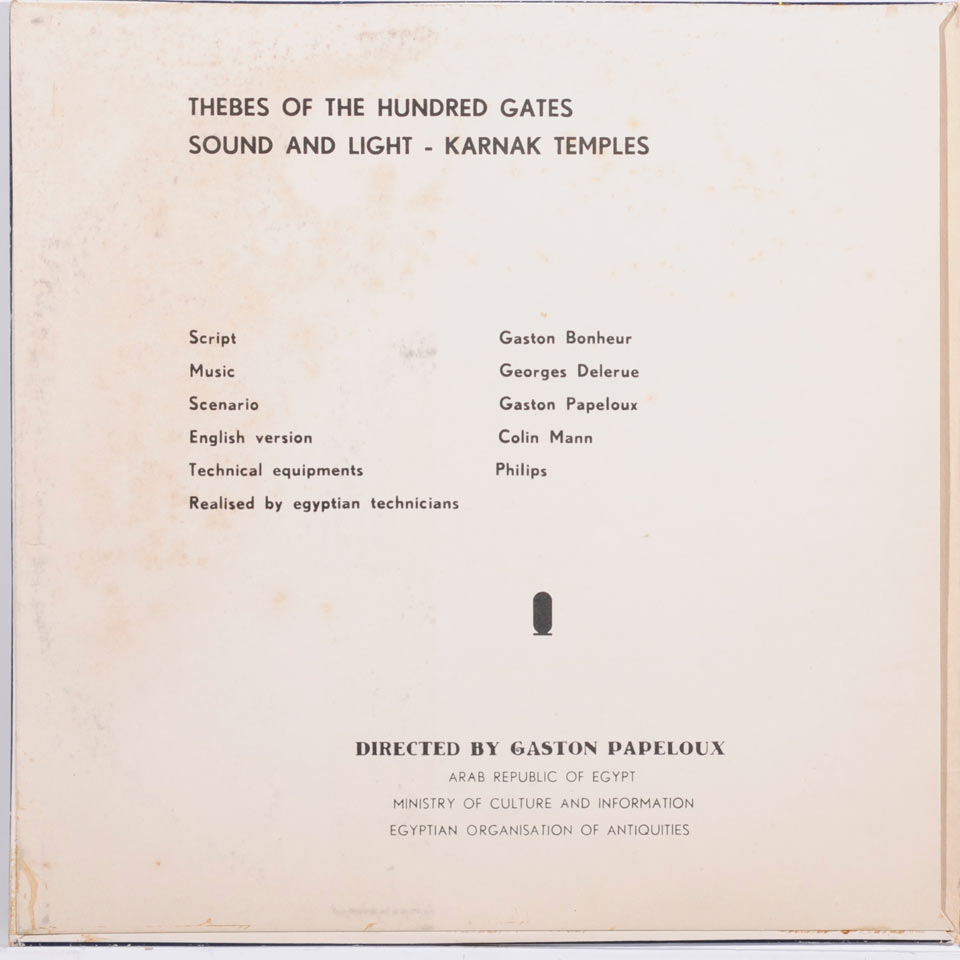 THEBES OF THE HUNDRED GATES
SOUND AND LIGHT - KARNAK TEMPLES
Script Gaston Bonheur
Music Georges Delerue
Scenario Gaston Papeloux
English version Colin Mann
Technical equipments Philips
Realised by egyptian technicians
DIRECTED BY GASTON PAPELOUX
ARAB REPUBLIC OF EGYPT
MINISTRY OF CULTURE AND INFORMATION
EGYPTIAN ORGANISATION OF ANTIQUITIES